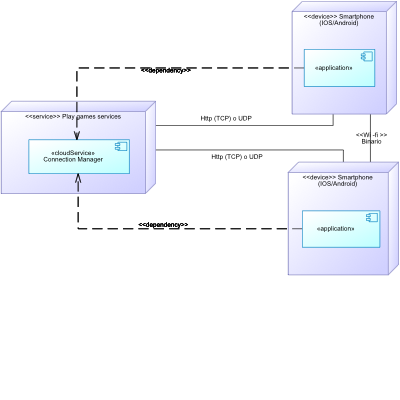 <<device>> Smartphone
(IOS/Android)
«application»
<<dependency>>
<<service>> Play games services
Http (TCP) o UDP
<<Wi-fi >>
Binario
«cloudService»
Connection Manager
Http (TCP) o UDP
<<device>> Smartphone
(IOS/Android)
<<dependency>>
«application»